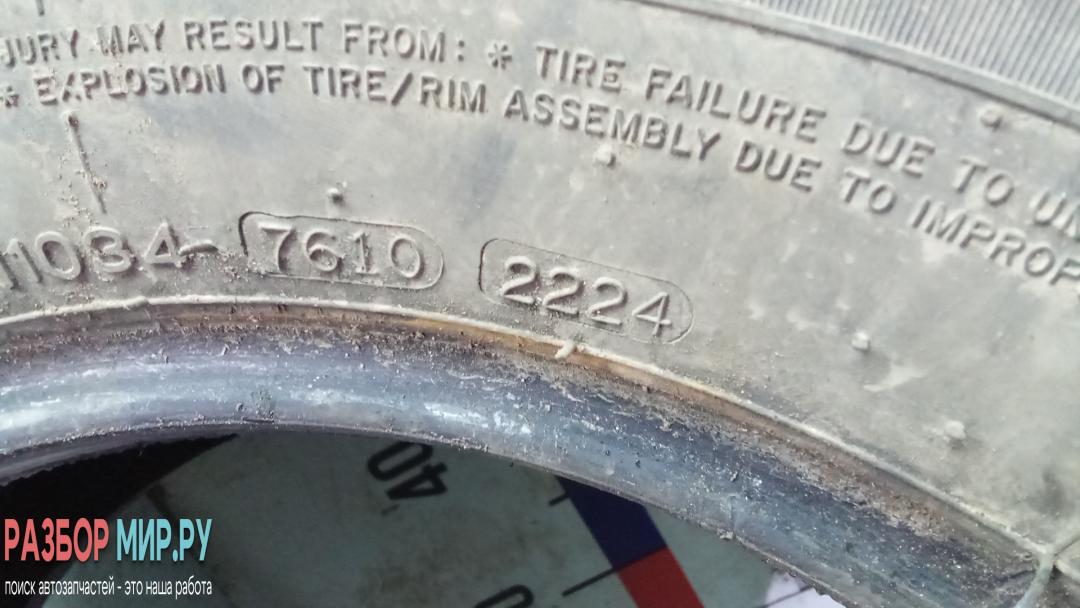 JURY MAY RESULT FROM: * TIRE FAILURE DUE TO UN
* EXPLOSION OF TIRE/RIM ASSEMBLY DUE TO IMPROP
11034- 7610 2224
40
РАЗБОР МИР.РУ
поиск автозапчастей - это наша работа